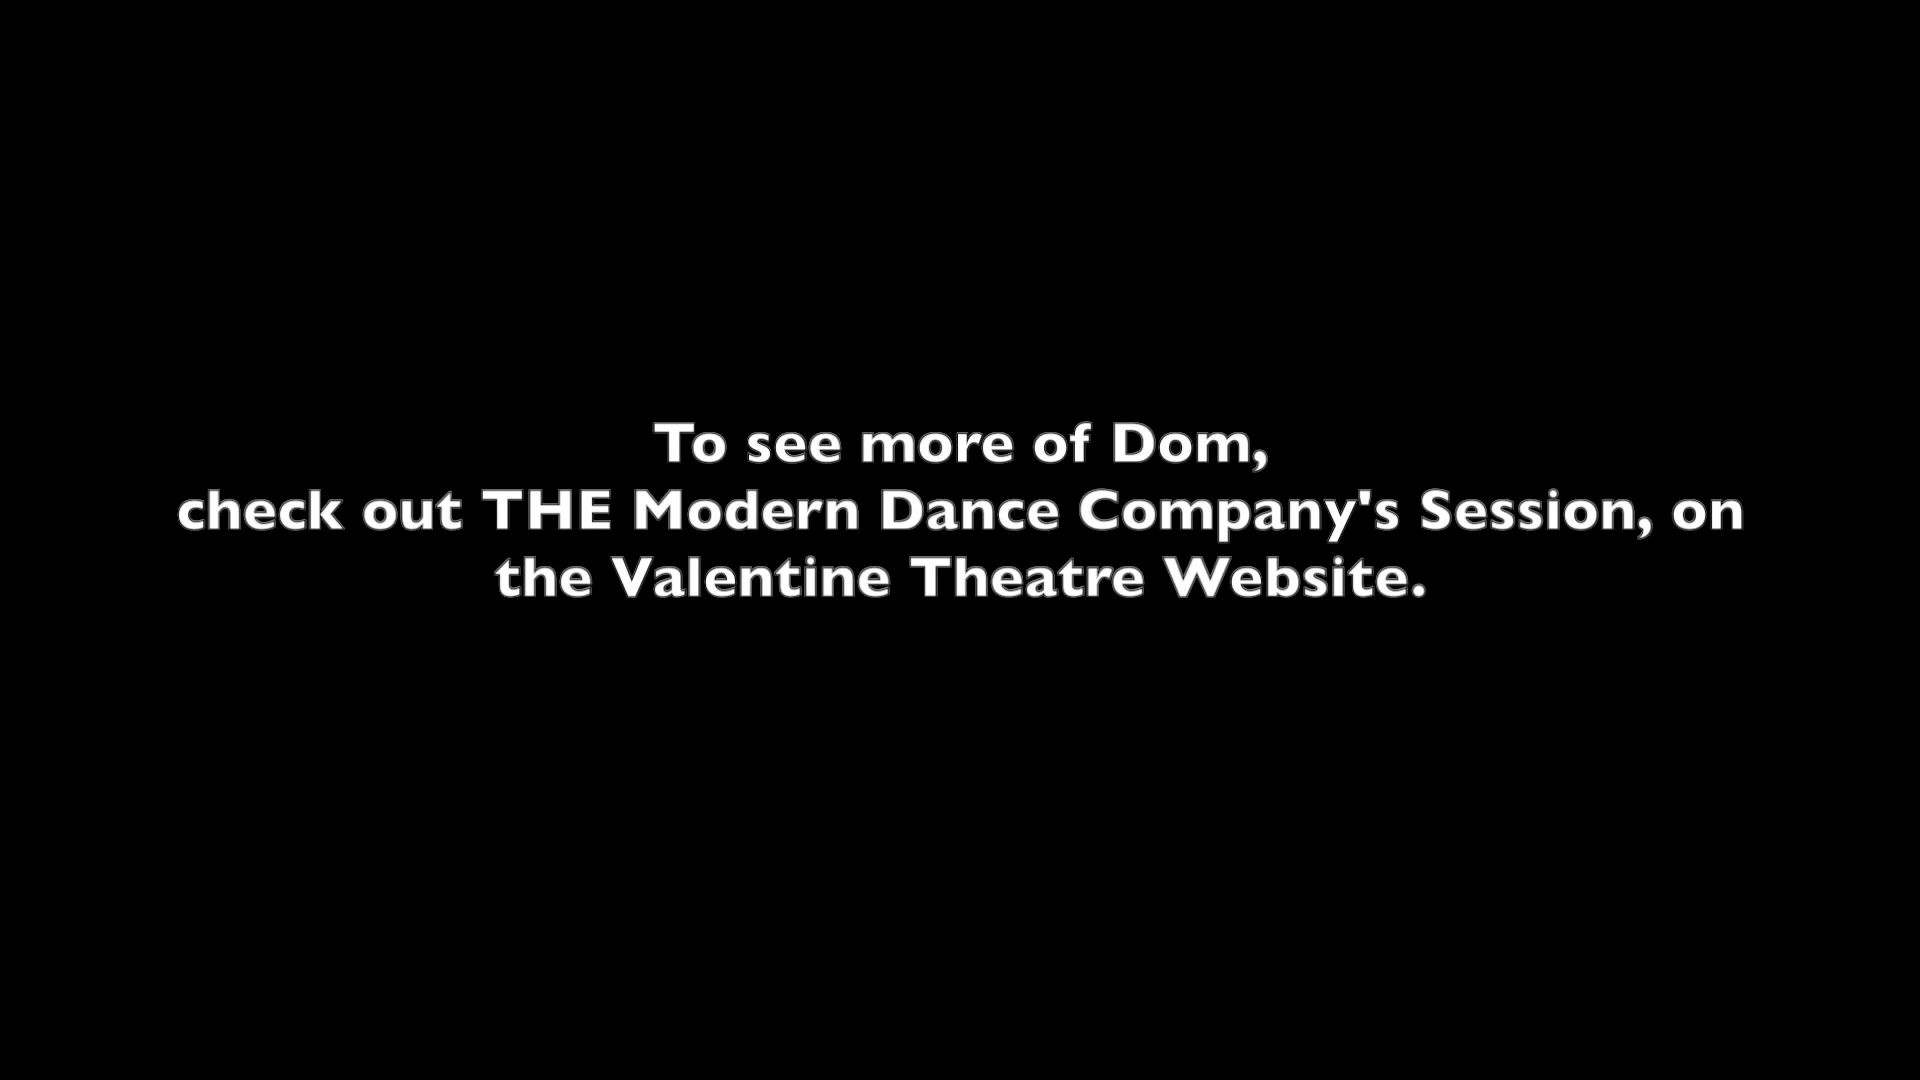 To see more of Dom,
check out THE Modern Dance Company's Session, on
the Valentine Theatre Website.